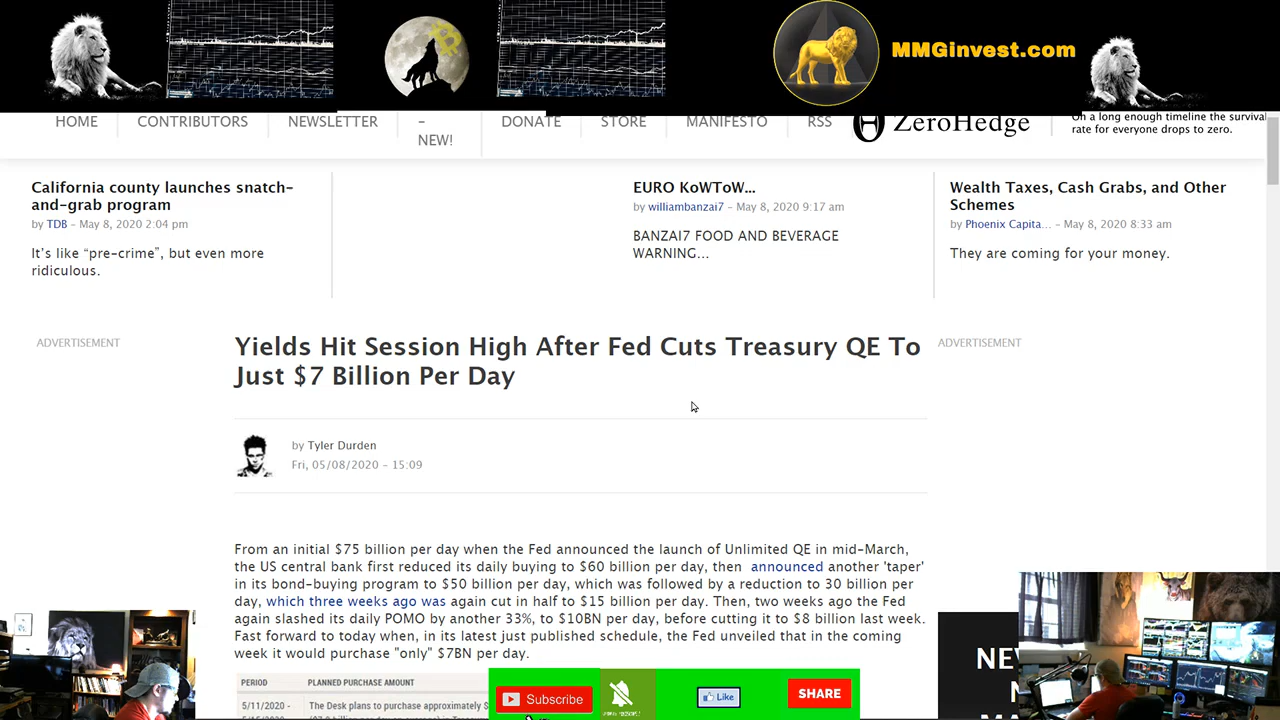 MMGinvest.com
HOME
CONTRIBUTORS
NEWSLETTER
–
NEW!
DONATE
STORE
MANIFESTO
RSS
ZeroHedge
On a long enough timeline the survival
rate for everyone drops to zero.
California county launches snatch-
and-grab program
by TDB – May 8, 2020 2:04 pm
It's like “pre-crime”, but even more
ridiculous.
EURO KoWToW...
by williambanzai7 – May 8, 2020 9:17 am
BANZAI7 FOOD AND BEVERAGE
WARNING...
Wealth Taxes, Cash Grabs, and Other
Schemes
by Phoenix Capita... – May 8, 2020 8:33 am
They are coming for your money.
ADVERTISEMENT
Yields Hit Session High After Fed Cuts Treasury QE To
Just $7 Billion Per Day
ADVERTISEMENT
by Tyler Durden
Fri, 05/08/2020 – 15:09
From an initial $75 billion per day when the Fed announced the launch of Unlimited QE in mid-March,
the US central bank first reduced its daily buying to $60 billion per day, then announced another 'taper'
in its bond-buying program to $50 billion per day, which was followed by a reduction to 30 billion per
day, which three weeks ago was again cut in half to $15 billion per day. Then, two weeks ago the Fed
again slashed its daily POMO by another 33%, to $10BN per day, before cutting it to $8 billion last week.
Fast forward to today when, in its latest just published schedule, the Fed unveiled that in the coming
week it would purchase "only" $7BN per day.
PERIOD PLANNED PURCHASE AMOUNT
5/11/2020 - The Desk plans to purchase approximately $
Subscribe
Like
SHARE
NE